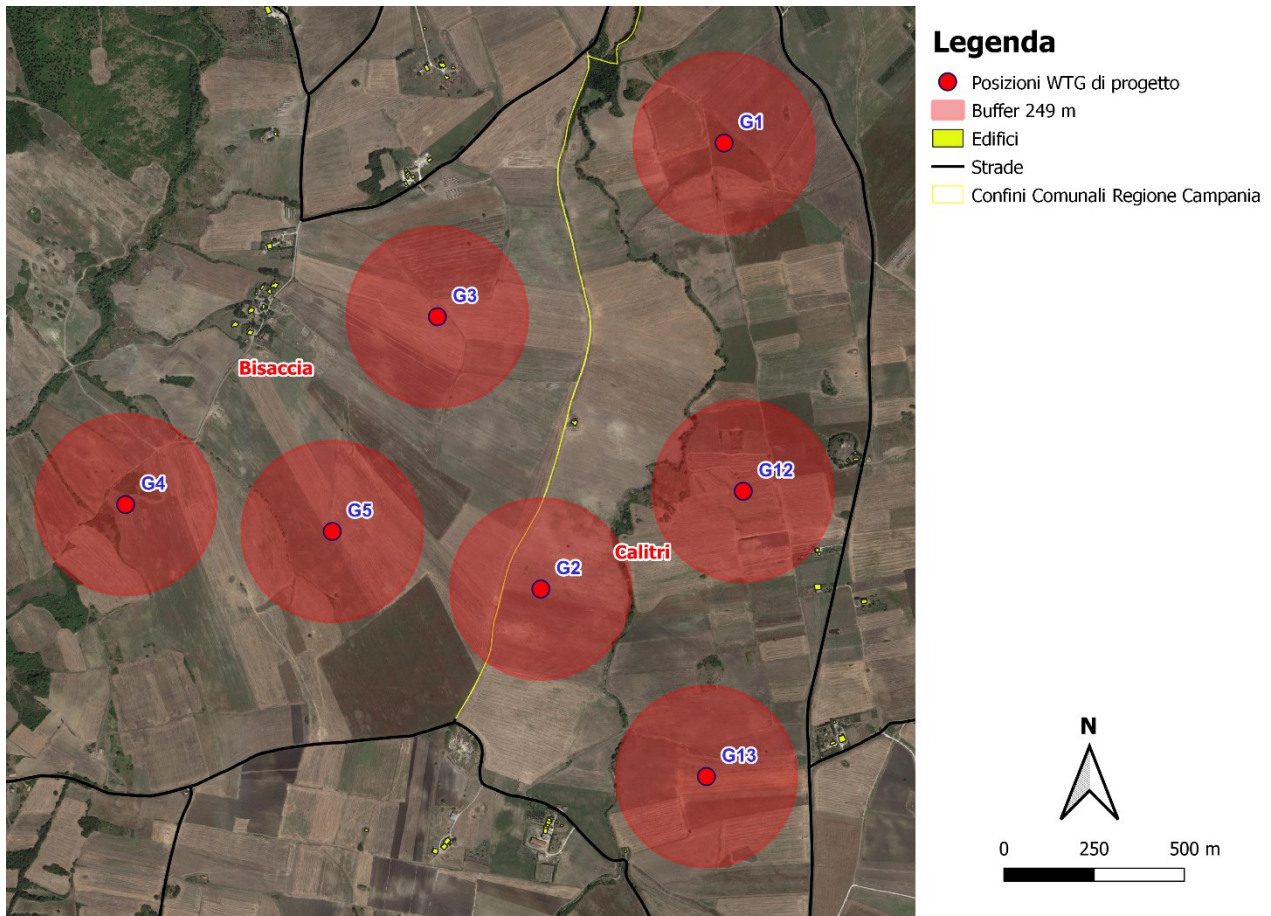 G1
G3
Bisaccia
G4
G5
G12
Calitri
G2
G13
Legenda
Posizioni WTG di progetto
Buffer 249 m
Edifici
Strade
Confini Comunali Regione Campania
N
0 250 500 m